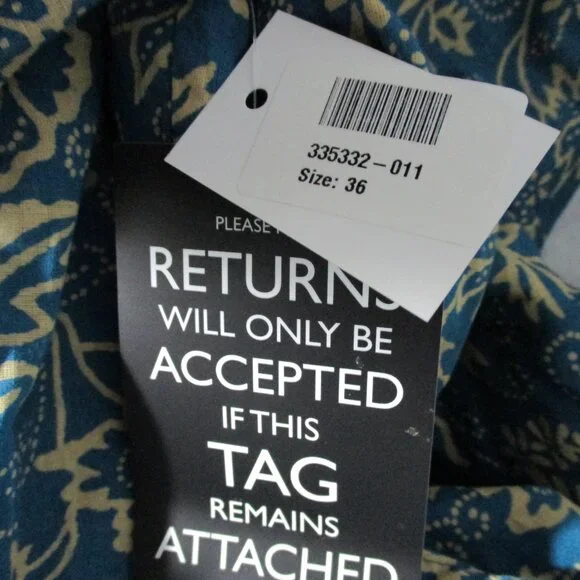 335332-011
Size: 36
PLEASE
RETURNS
WILL ONLY BE
ACCEPTED
IF THIS
TAG
REMAINS
ATTACHED